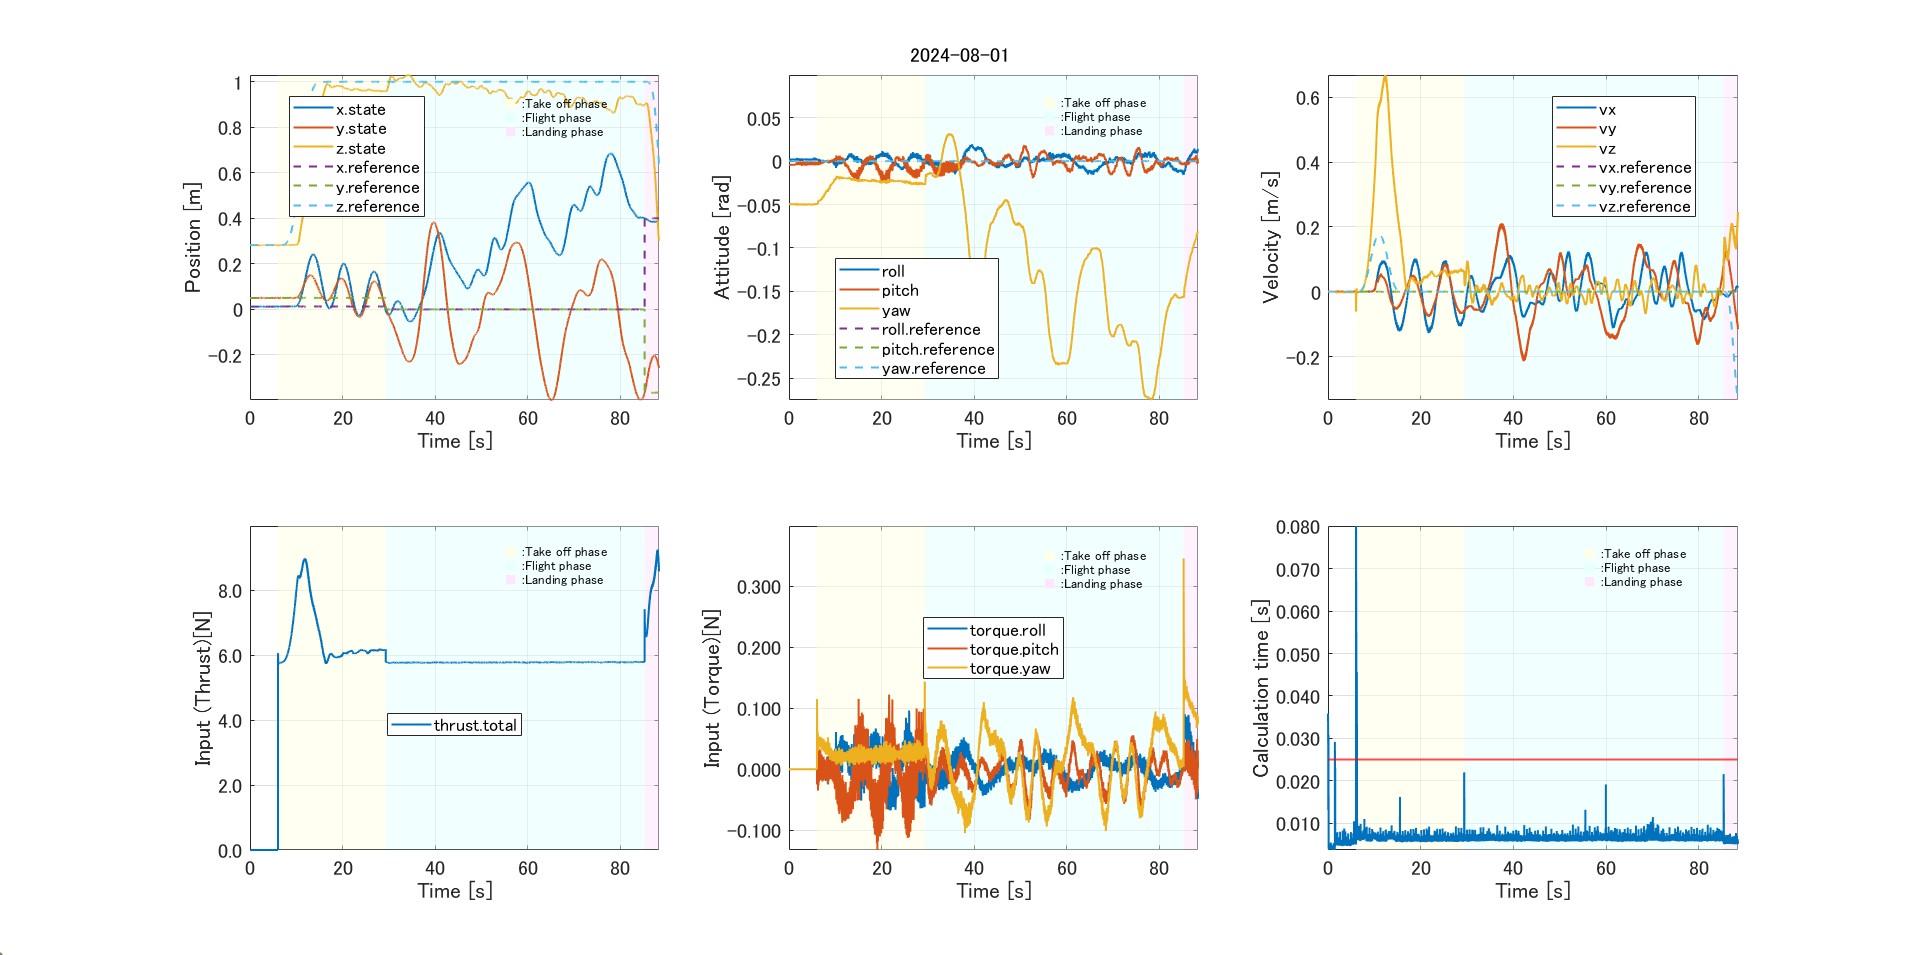 2024-08-01
Position [m]
1
0.8
0.6
0.4
0.2
0
-0.2
x.state
y.state
z.state
x.reference
y.reference
z.reference
:Take off phase
:Flight phase
:Landing phase
0 20 40 60 80
Time [s]
Attitude [rad]
0.05
0
-0.05
-0.1
-0.15
-0.2
-0.25
:Take off phase
:Flight phase
:Landing phase
roll
pitch
yaw
roll.reference
pitch.reference
yaw.reference
0 20 40 60 80
Time [s]
Velocity [m/s]
0.6
0.4
0.2
0
-0.2
vx
vy
vz
vx.reference
vy.reference
vz.reference
0 20 40 60 80
Time [s]
Input (Thrust)[N]
8.0
6.0
4.0
2.0
0.0
:Take off phase
:Flight phase
:Landing phase
thrust.total
0 20 40 60 80
Time [s]
Input (Torque)[N]
0.300
0.200
0.100
0.000
-0.100
:Take off phase
:Flight phase
:Landing phase
torque.roll
torque.pitch
torque.yaw
0 20 40 60 80
Time [s]
Calculation time [s]
0.080
0.070
0.060
0.050
0.040
0.030
0.020
0.010
:Take off phase
:Flight phase
:Landing phase
0 20 40 60 80
Time [s]